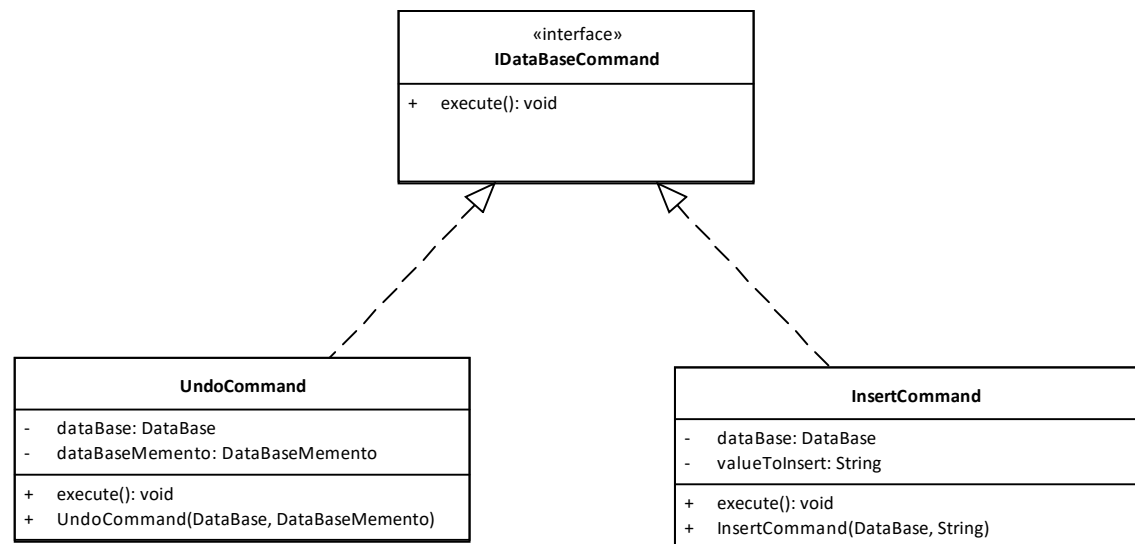 «interface»
IDataBaseCommand
+ execute(): void
UndoCommand
- dataBase: DataBase
- dataBaseMemento: DataBaseMemento
+ execute(): void
+ UndoCommand(DataBase, DataBaseMemento)
InsertCommand
- dataBase: DataBase
- valueToInsert: String
+ execute(): void
+ InsertCommand(DataBase, String)